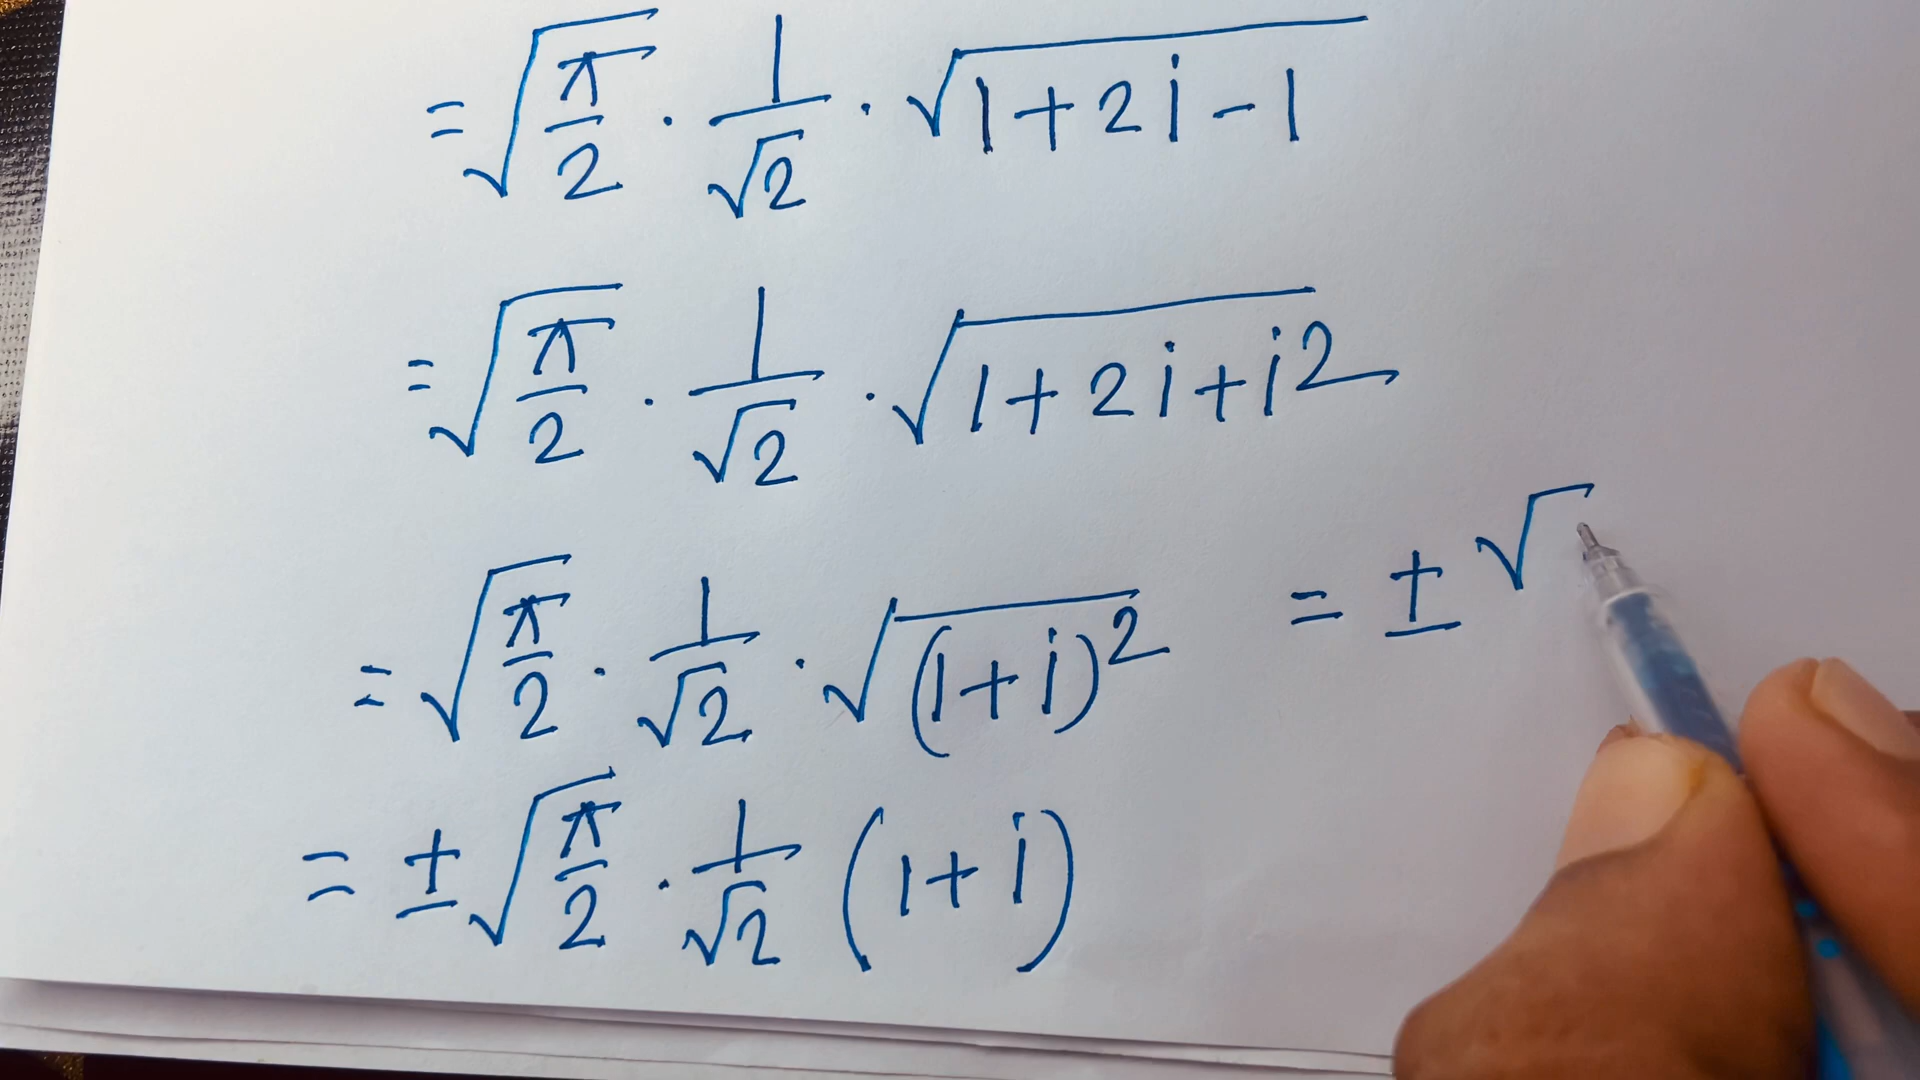 = √(π/2) · 1/√2 · √(1+2i-1)
= √(π/2) · 1/√2 · √(1+2i+i²)
= √(π/2) · 1/√2 · √((1+i)²)
= ± √(π/2) · 1/√2 (1+i)
= ± √